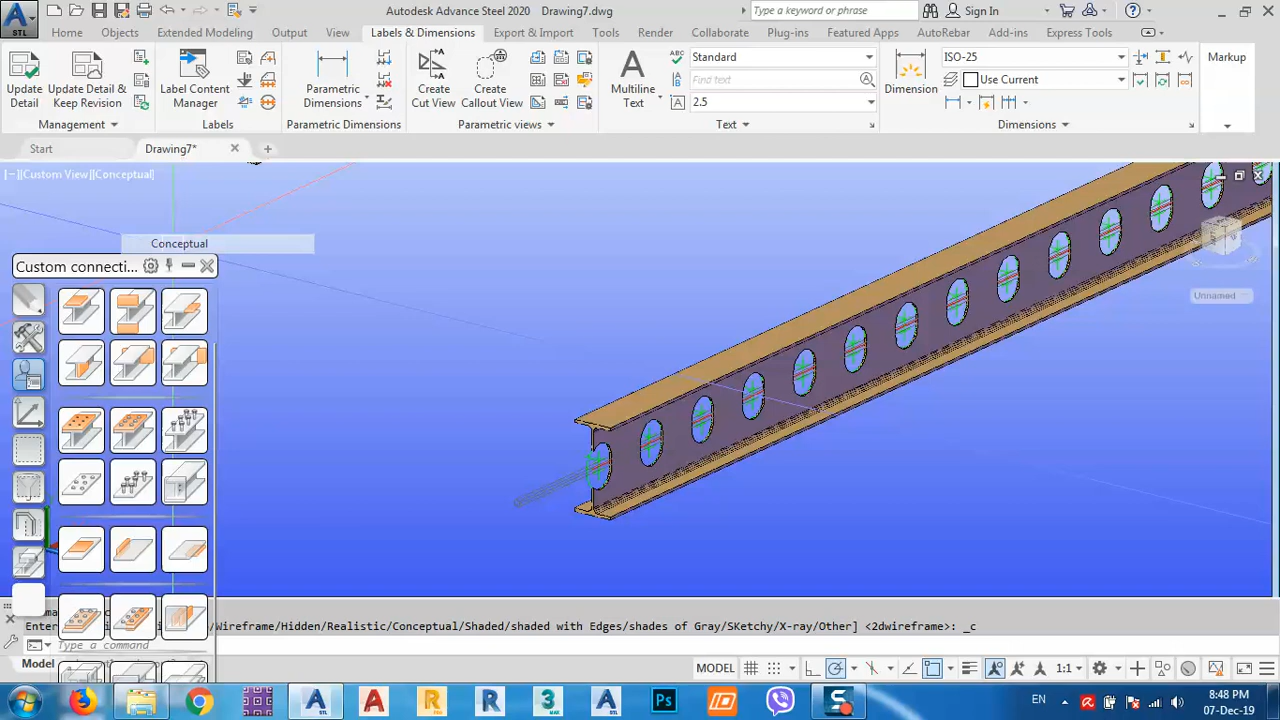 Autodesk Advance Steel 2020 Drawing7.dwg
Type a keyword or phrase
Sign In
STL
Home Objects Extended Modeling Output View Labels & Dimensions Export & Import Tools Render Collaborate Plug-ins Featured Apps AutoRebar Add-ins Express Tools
Update Detail
Update Detail & Keep Revision
Management
Label Content Manager
Labels
Parametric Dimensions
Parametric Dimensions
Create Cut View
Create Callout View
Parametric views
Multiline Text
Standard
Find text
2.5
Text
Dimension
ISO-25
Use Current
Dimensions
Markup
Start
Drawing7*
[−][Custom View][Conceptual]
Conceptual
Custom connecti...
Unnamed
/Wireframe/Hidden/Realistic/Conceptual/Shaded/shaded with Edges/shades of Gray/SKetchy/X-ray/Other] <2dwireframe>: _c
Type a command
Model
MODEL
1:1
EN
8:48 PM
07-Dec-19